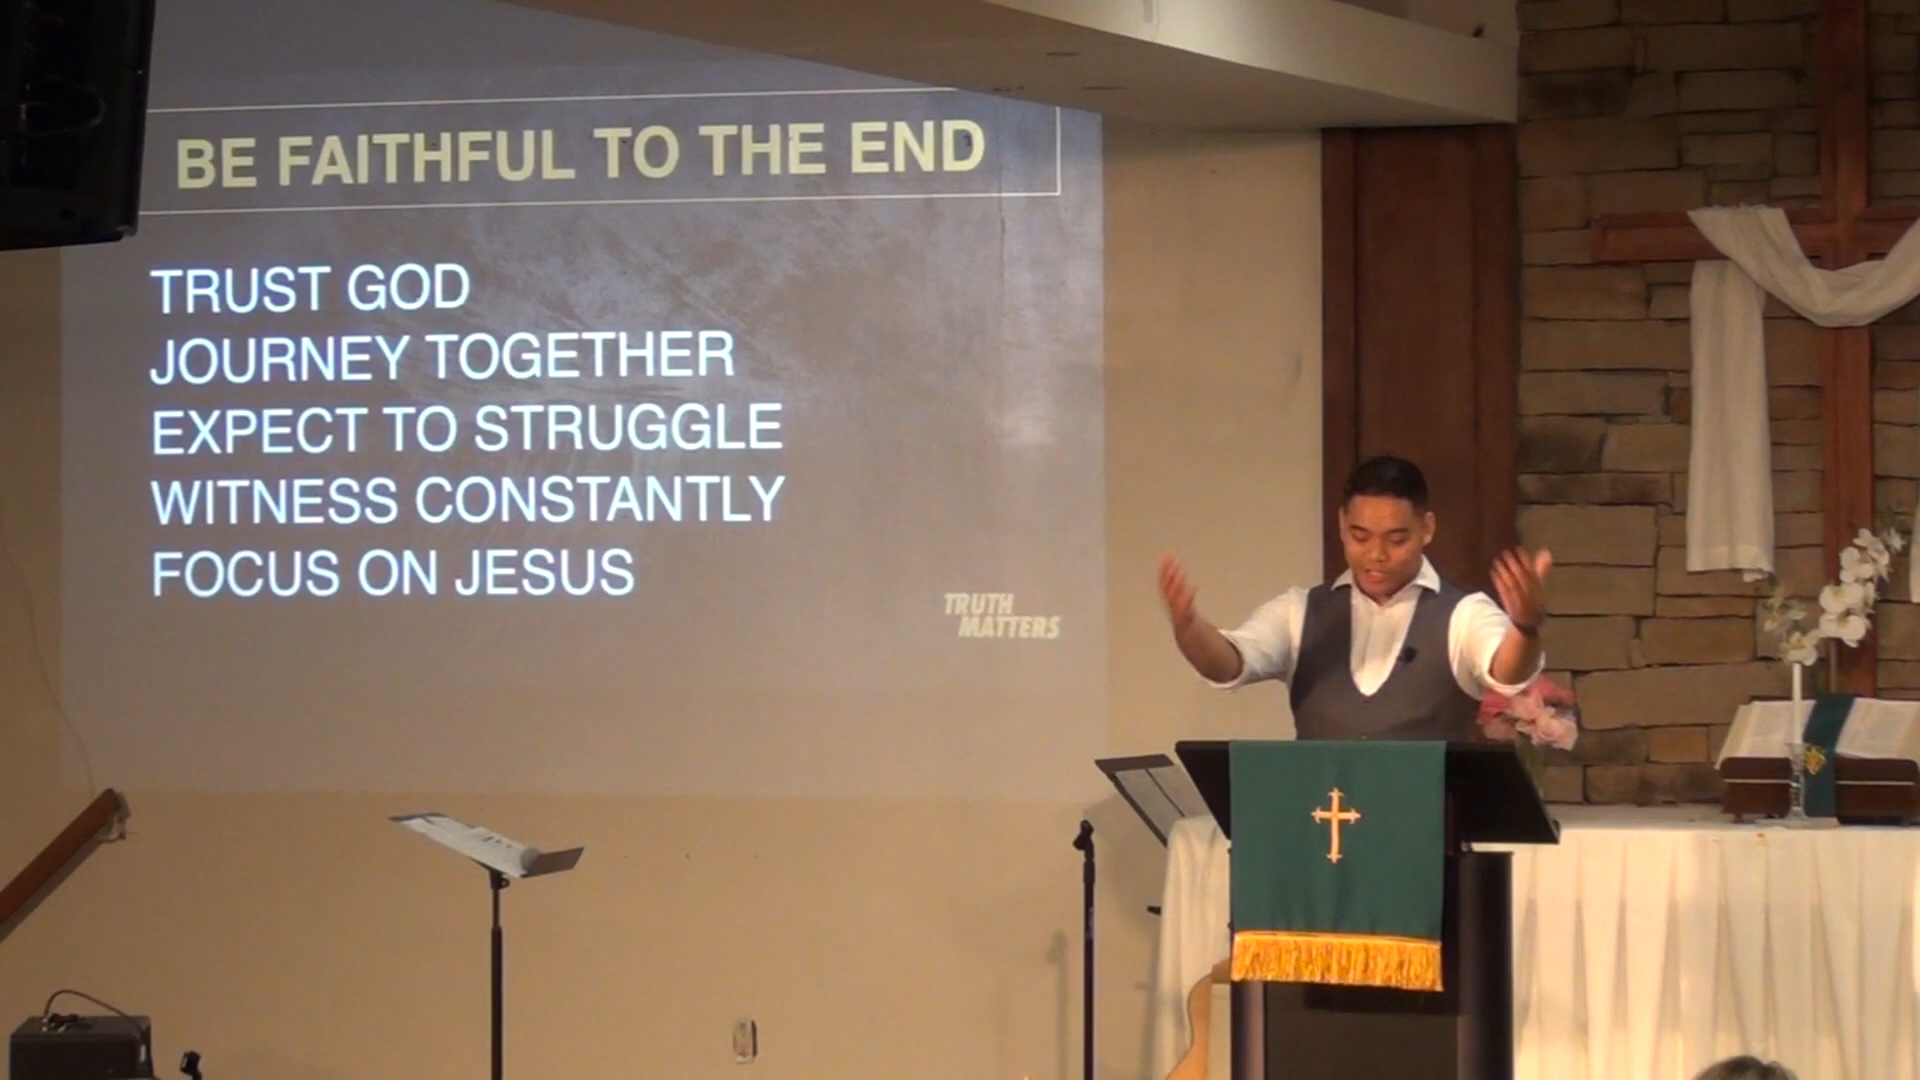 BE FAITHFUL TO THE END
TRUST GOD
JOURNEY TOGETHER
EXPECT TO STRUGGLE
WITNESS CONSTANTLY
FOCUS ON JESUS
TRUTH
MATTERS